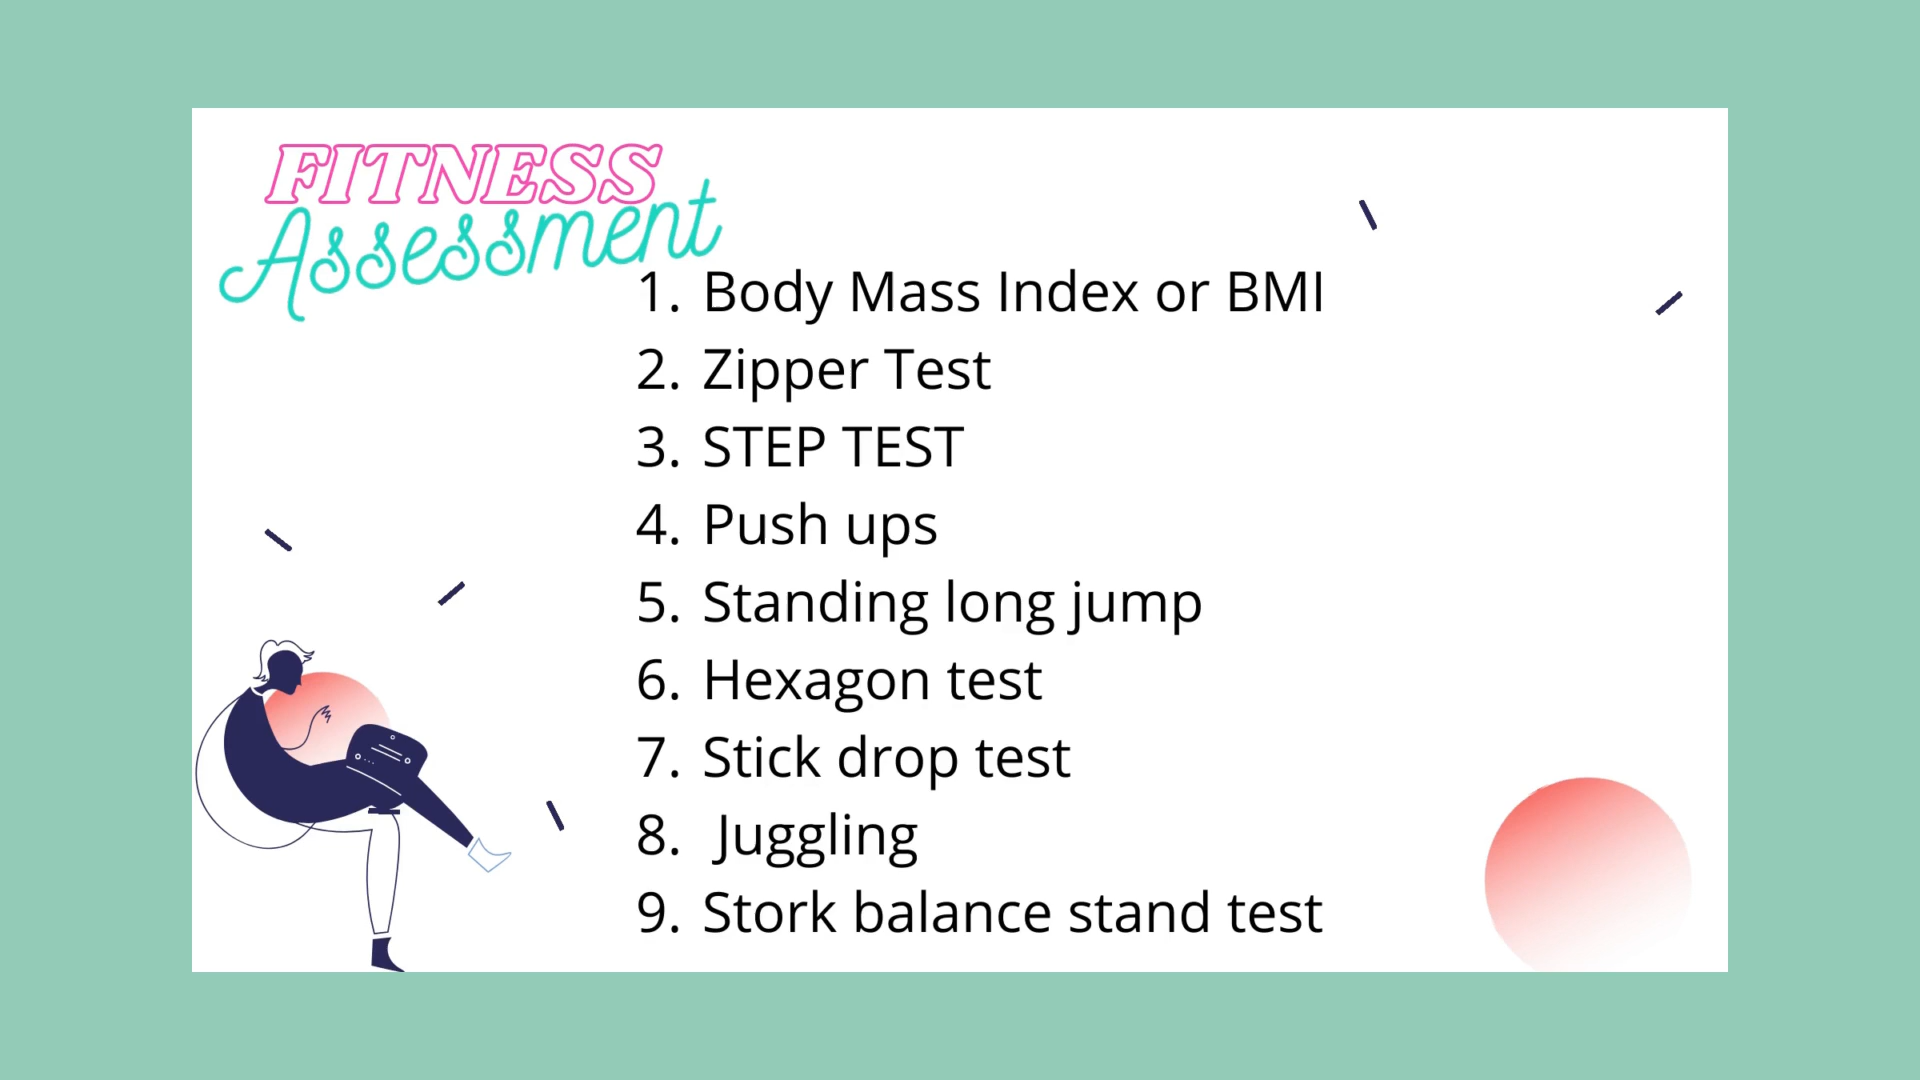 FITNESS
Assessment
1. Body Mass Index or BMI
2. Zipper Test
3. STEP TEST
4. Push ups
5. Standing long jump
6. Hexagon test
7. Stick drop test
8. Juggling
9. Stork balance stand test